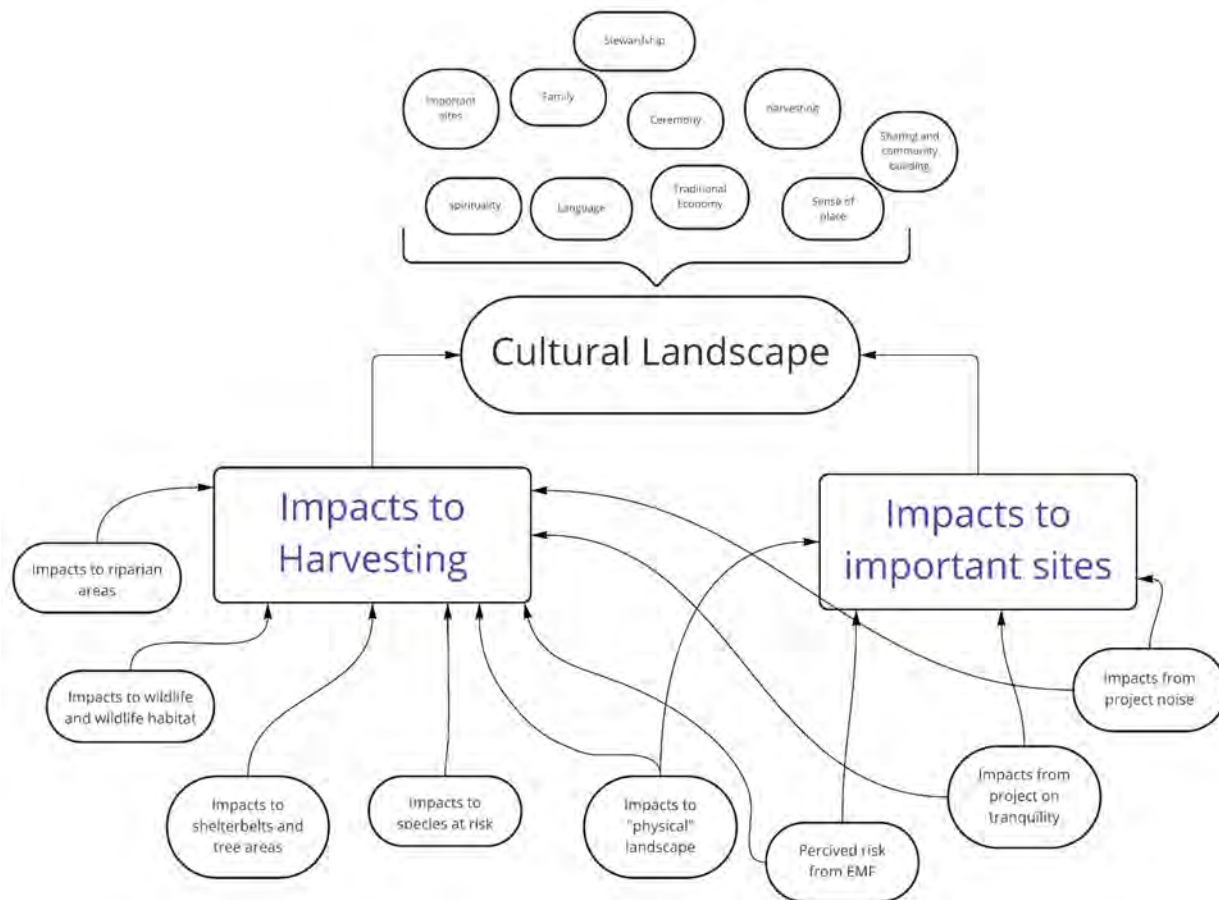 Stewardship
Important
sites
Family
Ceremony
Harvesting
Sharing and
community
building
spirituality
Language
Traditional
Economy
Sense of
place
Cultural Landscape
Impacts to
Harvesting
Impacts to
important sites
Impacts to riparian
areas
Impacts to wildlife
and wildlife habitat
Impacts from
project noise
Impacts to
shelterbelts and
tree areas
Impacts to
species at risk
Impacts to
"physical"
landscape
Percived risk
from EMF
Impacts from
project on
tranquility